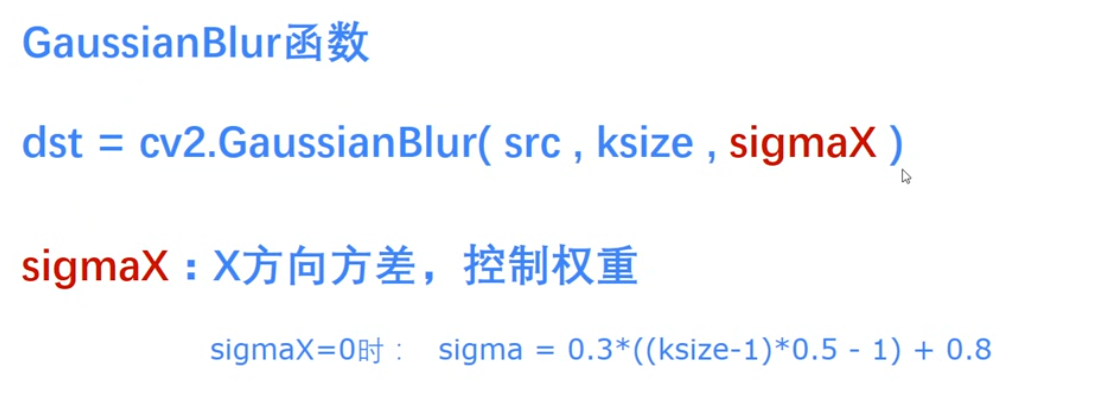 GaussianBlur函数
dst = cv2.GaussianBlur( src , ksize , sigmaX )
sigmaX：X方向方差，控制权重
sigmaX=0时： sigma = 0.3*((ksize-1)*0.5 - 1) + 0.8